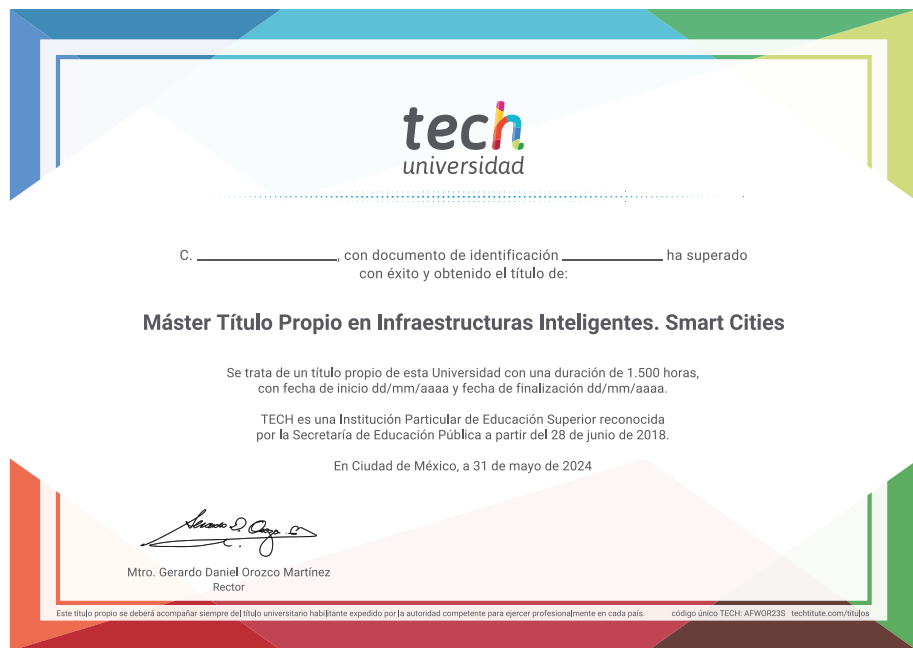 tech
universidad
C. ____________________, con documento de identificación ______________ ha superado
con éxito y obtenido el título de:
Máster Título Propio en Infraestructuras Inteligentes. Smart Cities
Se trata de un título propio de esta Universidad con una duración de 1.500 horas,
con fecha de inicio dd/mm/aaaa y fecha de finalización dd/mm/aaaa.
TECH es una Institución Particular de Educación Superior reconocida
por la Secretaría de Educación Pública a partir del 28 de junio de 2018.
En Ciudad de México, a 31 de mayo de 2024
Mtro. Gerardo Daniel Orozco Martínez
Rector
Este título propio se deberá acompañar siempre del título universitario habilitante expedido por la autoridad competente para ejercer profesionalmente en cada país. código único TECH: AFWOR23S techtitute.com/titulos